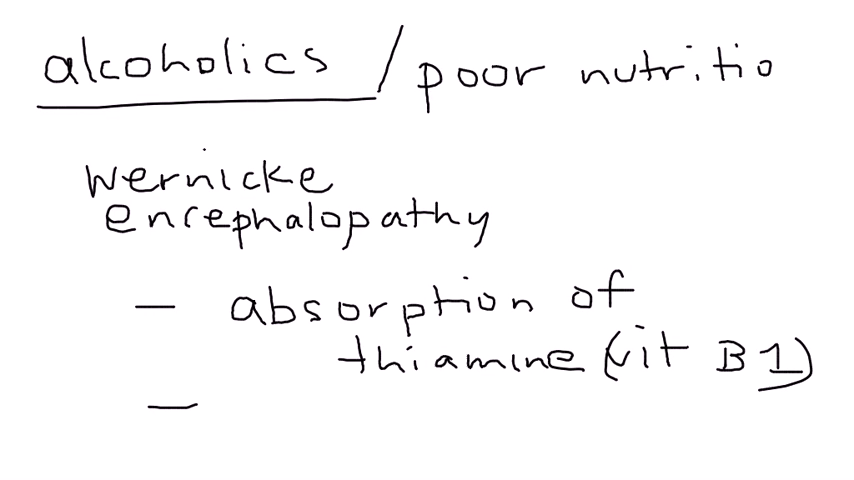 alcoholics / poor nutritio
wernicke
encephalopathy
— absorption of
thiamine (vit B1)
—